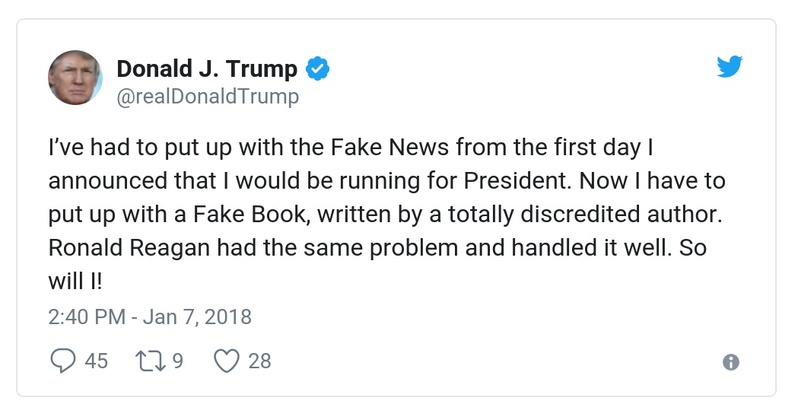 Donald J. Trump
@realDonaldTrump
I’ve had to put up with the Fake News from the first day I
announced that I would be running for President. Now I have to
put up with a Fake Book, written by a totally discredited author.
Ronald Reagan had the same problem and handled it well. So
will I!
2:40 PM - Jan 7, 2018
45 9 28